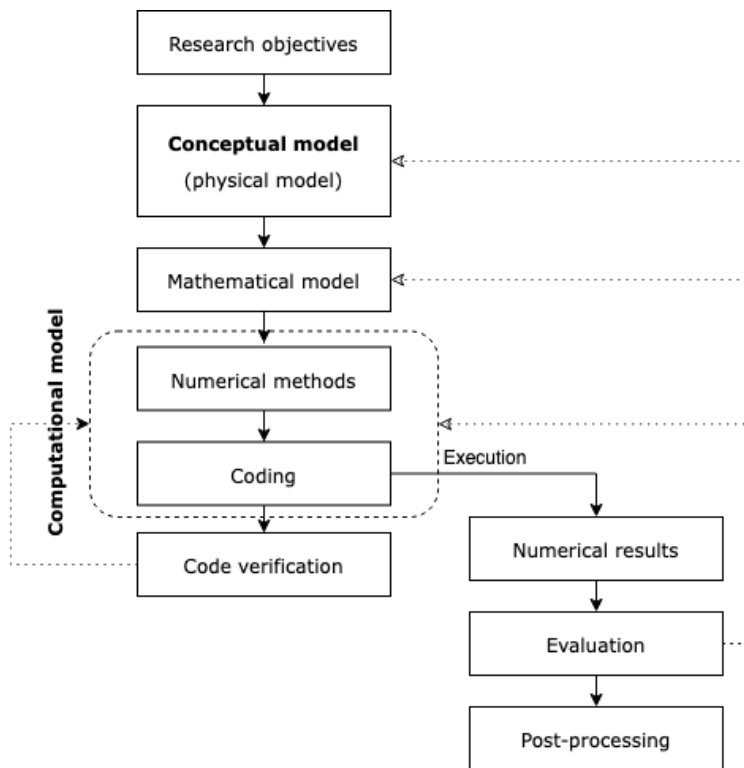 Research objectives
Conceptual model
(physical model)
Mathematical model
Computational model
Numerical methods
Coding
Execution
Code verification
Numerical results
Evaluation
Post-processing